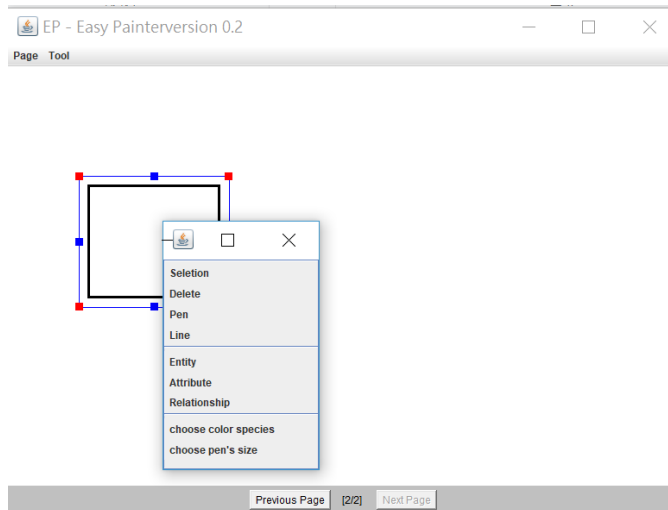 EP - Easy Painterversion 0.2
Page Tool
Seletion
Delete
Pen
Line
Entity
Attribute
Relationship
choose color species
choose pen's size
Previous Page [2/2] Next Page